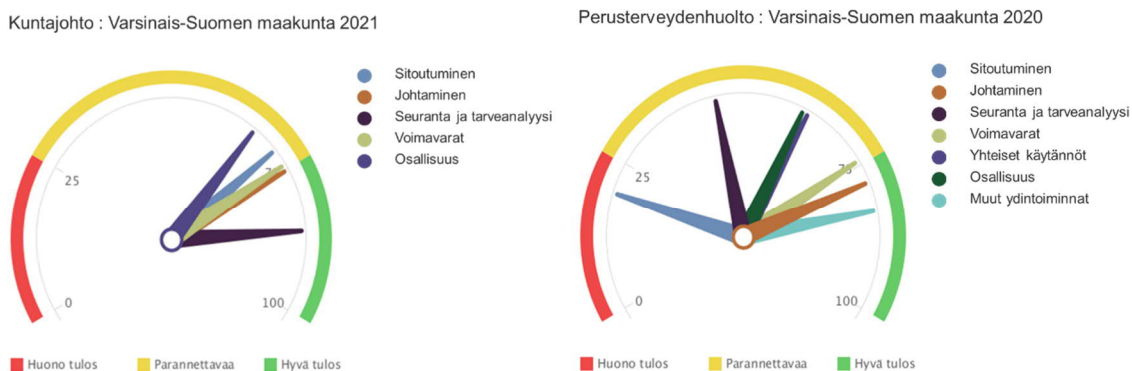 Kuntajohto : Varsinais-Suomen maakunta 2021
Sitoutuminen
Johtaminen
Seuranta ja tarveanalyysi
Voimavarat
Osallisuus
25
0
100
Huono tulos
Parannettavaa
Hyvä tulos
Perusterveydenhuolto : Varsinais-Suomen maakunta 2020
Sitoutuminen
Johtaminen
Seuranta ja tarveanalyysi
Voimavarat
Yhteiset käytännöt
Osallisuus
Muut ydintoiminnat
25
0
100
Huono tulos
Parannettavaa
Hyvä tulos